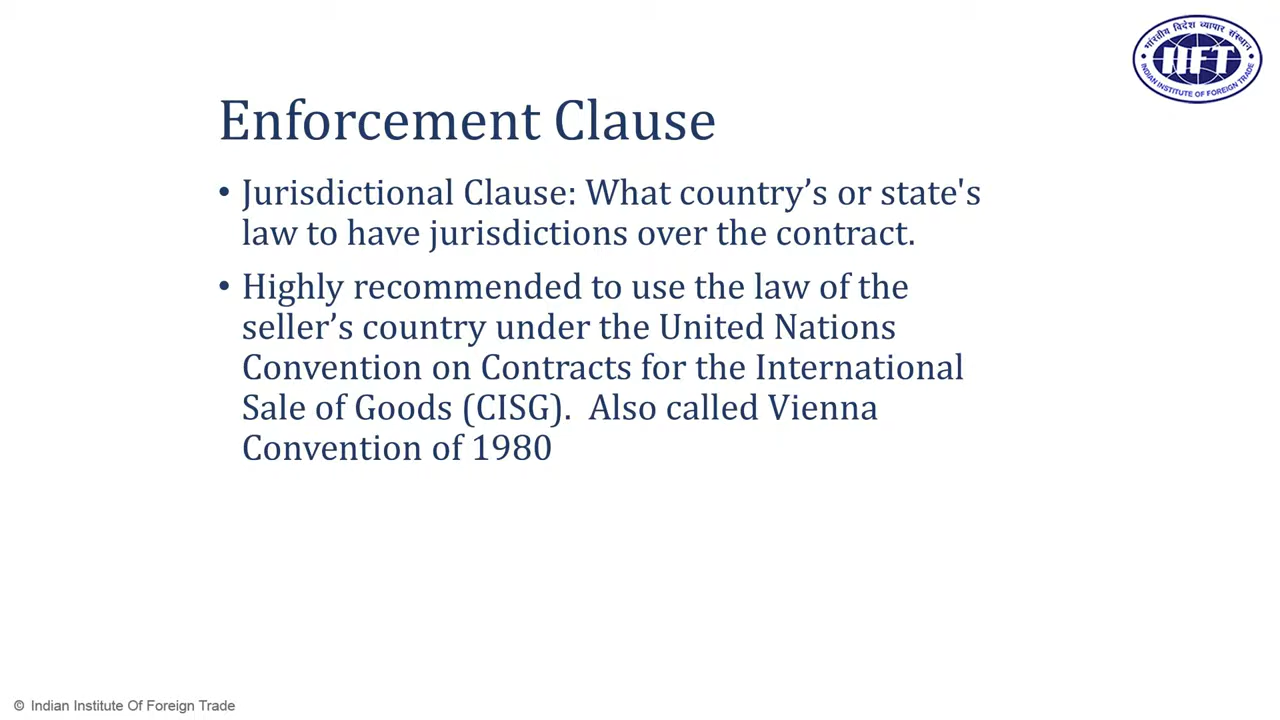 भारतीय विदेश व्यापार संस्थान
IIFT
INDIAN INSTITUTE OF FOREIGN TRADE
Enforcement Clause
• Jurisdictional Clause: What country’s or state's
law to have jurisdictions over the contract.
• Highly recommended to use the law of the
seller’s country under the United Nations
Convention on Contracts for the International
Sale of Goods (CISG).  Also called Vienna
Convention of 1980
© Indian Institute Of Foreign Trade